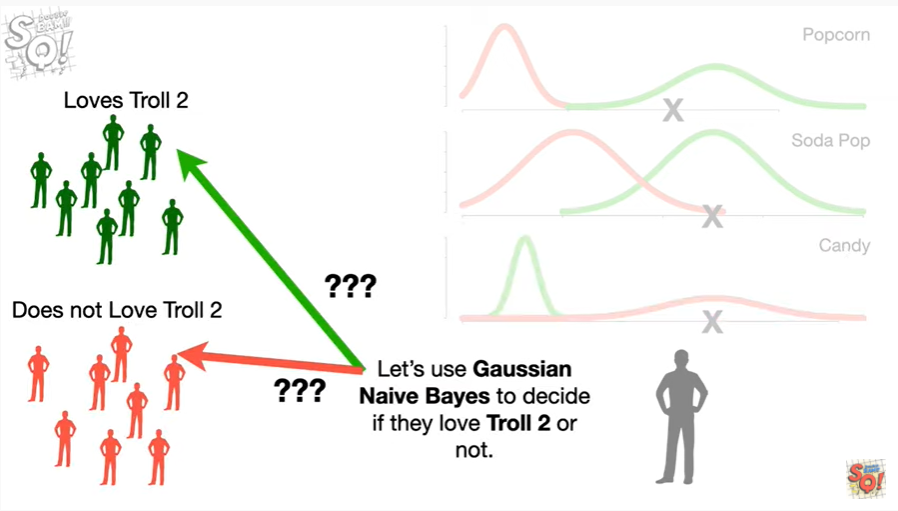 Popcorn
X
Soda Pop
X
Candy
X
Loves Troll 2
???
Does not Love Troll 2
???
Let's use Gaussian
Naive Bayes to decide
if they love Troll 2 or
not.
SQ!